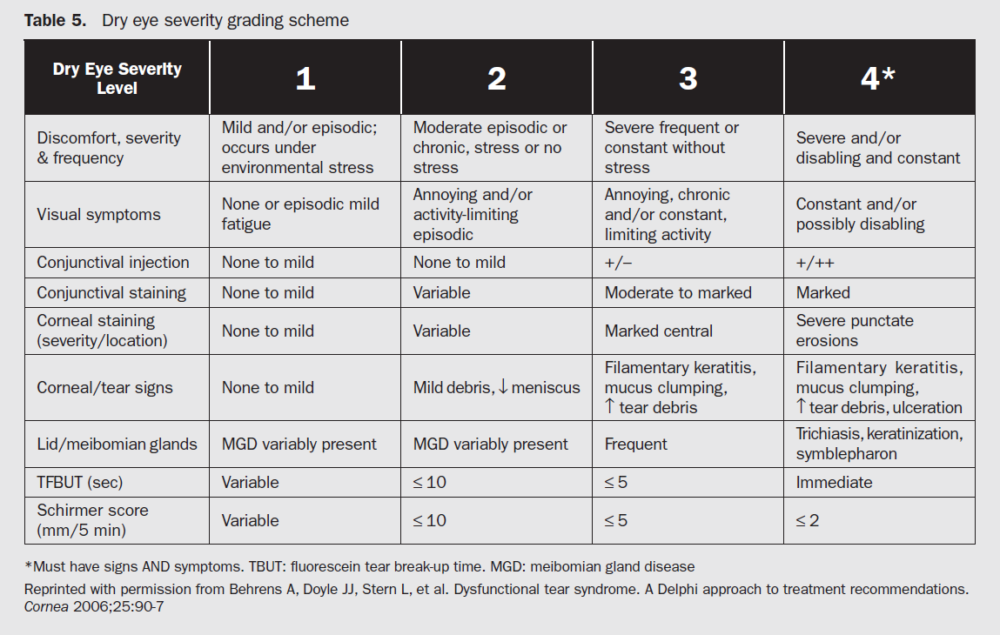 Table 5. Dry eye severity grading scheme
Dry Eye Severity
Level
1
2
3
4*
Discomfort, severity
& frequency
Mild and/or episodic;
occurs under
environmental stress
Moderate episodic or
chronic, stress or no
stress
Severe frequent or
constant without
stress
Severe and/or
disabling and constant
Visual symptoms
None or episodic mild
fatigue
Annoying and/or
activity-limiting
episodic
Annoying, chronic
and/or constant,
limiting activity
Constant and/or
possibly disabling
Conjunctival injection
None to mild
None to mild
+/–
+/++
Conjunctival staining
None to mild
Variable
Moderate to marked
Marked
Corneal staining
(severity/location)
None to mild
Variable
Marked central
Severe punctate
erosions
Corneal/tear signs
None to mild
Mild debris, ↓ meniscus
Filamentary keratitis,
mucus clumping,
↑ tear debris
Filamentary keratitis,
mucus clumping,
↑ tear debris, ulceration
Lid/meibomian glands
MGD variably present
MGD variably present
Frequent
Trichiasis, keratinization,
symblepharon
TFBUT (sec)
Variable
≤ 10
≤ 5
Immediate
Schirmer score
(mm/5 min)
Variable
≤ 10
≤ 5
≤ 2
*Must have signs AND symptoms. TBUT: fluorescein tear break-up time. MGD: meibomian gland disease
Reprinted with permission from Behrens A, Doyle JJ, Stern L, et al. Dysfunctional tear syndrome. A Delphi approach to treatment recommendations.
Cornea 2006;25:90-7